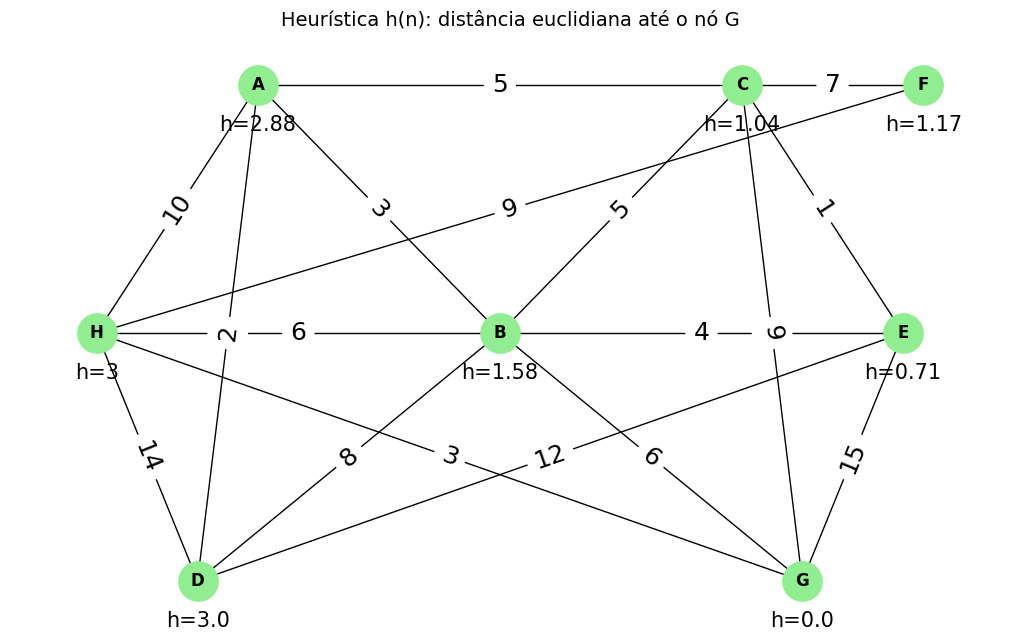 Heurística h(n): distância euclidiana até o nó G
A
5
C
7
F
h=2.88
h=1.04
h=1.17
10
3
9
5
1
H
2
6
B
4
6
E
h=3
h=1.58
h=0.71
14
8
3
12
6
15
D
G
h=3.0
h=0.0